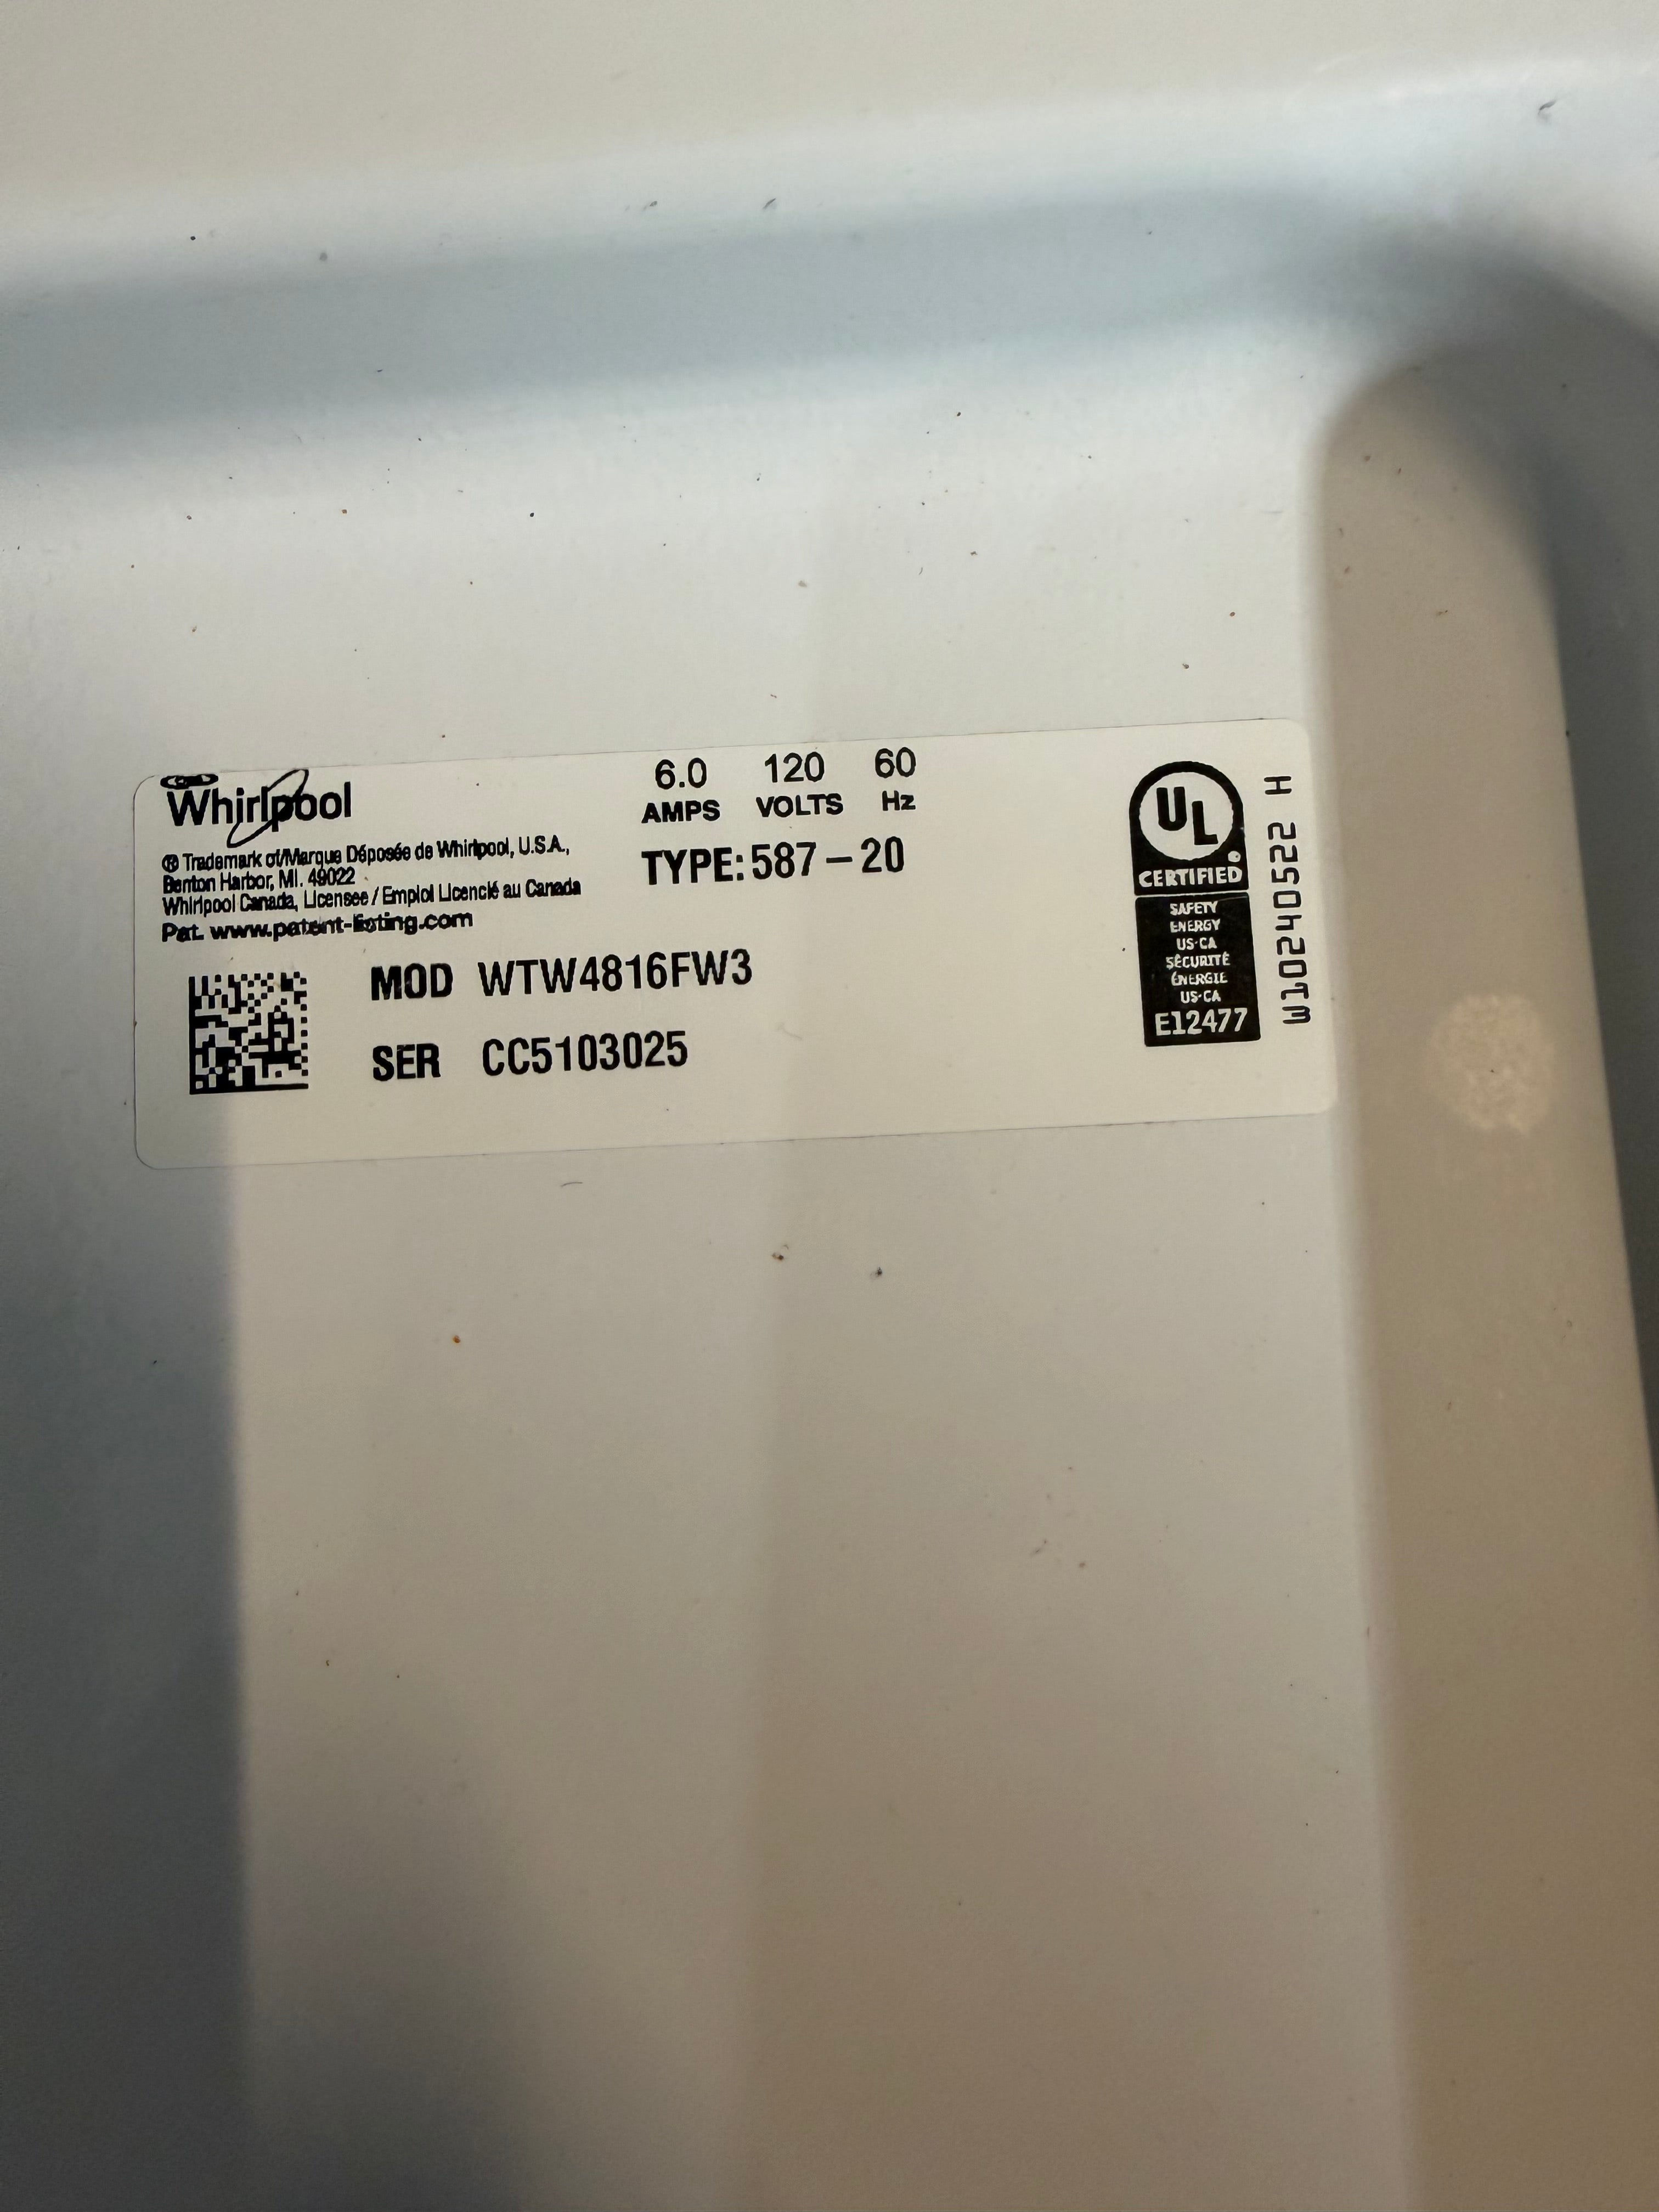 Whirlpool
® Trademark of/Marque Déposée de Whirlpool, U.S.A.,
Benton Harbor, MI. 49022
Whirlpool Canada, Licensee / Emploi Licencié au Canada
Pat. www.patent-listing.com
6.0 120 60
AMPS VOLTS Hz
TYPE: 587-20
MOD WTW4816FW3
SER CC5103025
UL
CERTIFIED
SAFETY
ENERGY
US·CA
SÉCURITÉ
ÉNERGIE
US·CA
E12477
W10240522 H